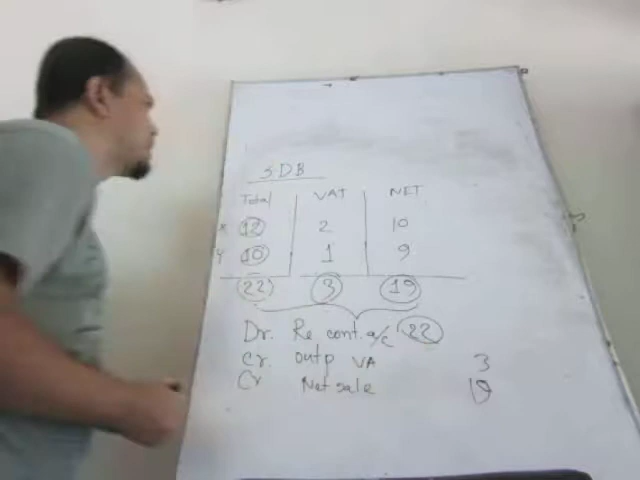 SDB
Total VAT NET
X 12 2 10
Y 10 1 9
22 3 19
Dr. Re cont. a/c 22
Cr. outp VA 3
Cr Net sale 19